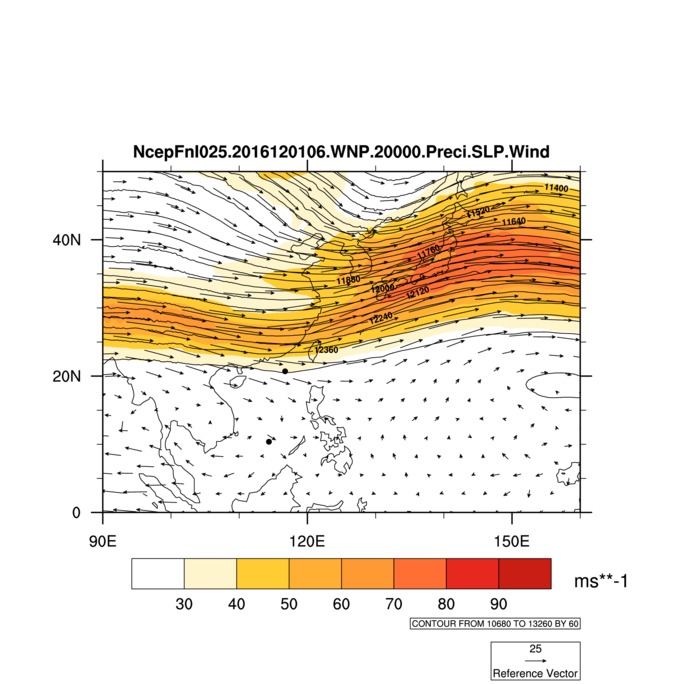 NcepFnl025.2016120106.WNP.20000.Preci.SLP.Wind
11400
11520
11640
11760
11880
12000
12120
12240
12360
40N
20N
0
90E 120E 150E
ms**-1
30 40 50 60 70 80 90
CONTOUR FROM 10680 TO 13260 BY 60
25
Reference Vector